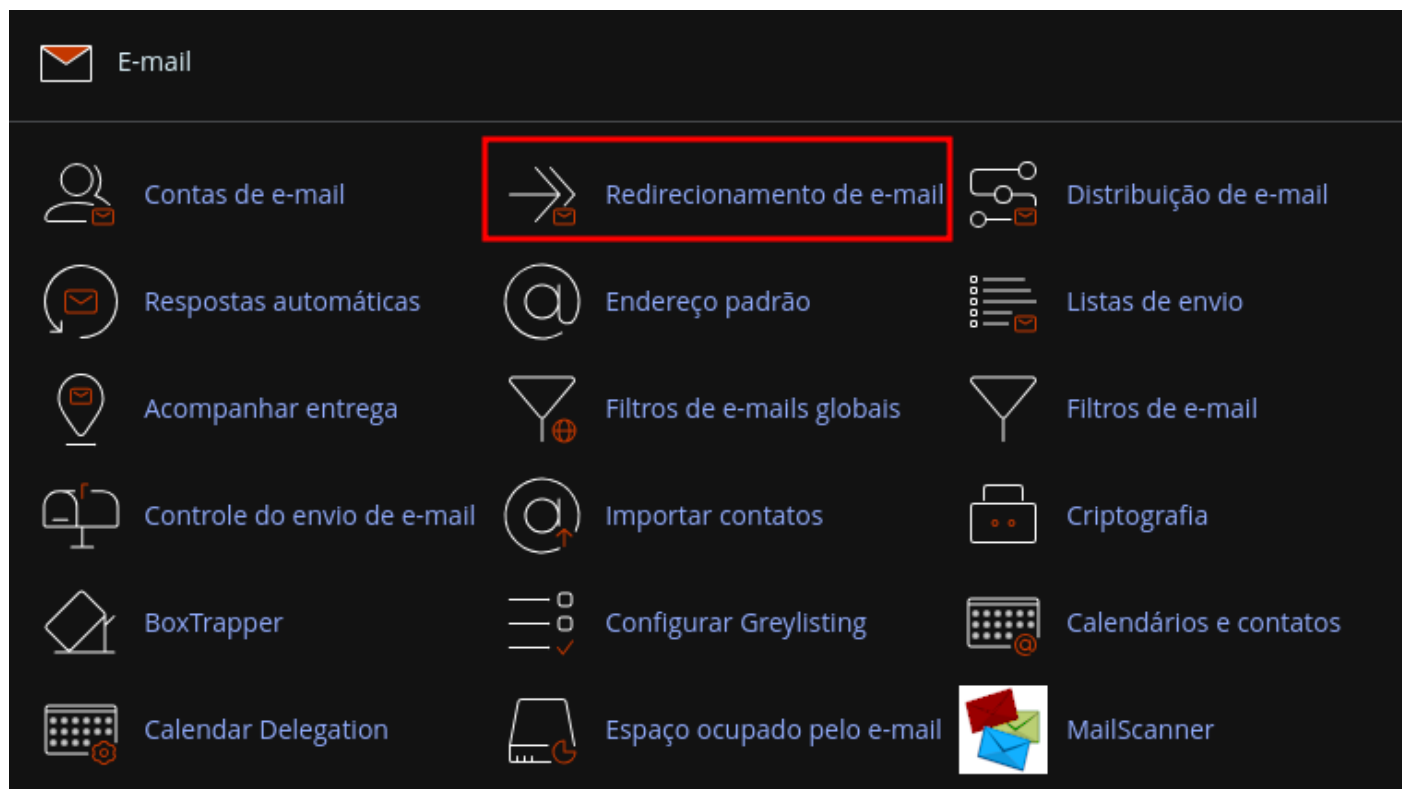 E-mail
Contas de e-mail
Redirecionamento de e-mail
Distribuição de e-mail
Respostas automáticas
Endereço padrão
Listas de envio
Acompanhar entrega
Filtros de e-mails globais
Filtros de e-mail
Controle do envio de e-mail
Importar contatos
Criptografia
BoxTrapper
Configurar Greylisting
Calendários e contatos
Calendar Delegation
Espaço ocupado pelo e-mail
MailScanner